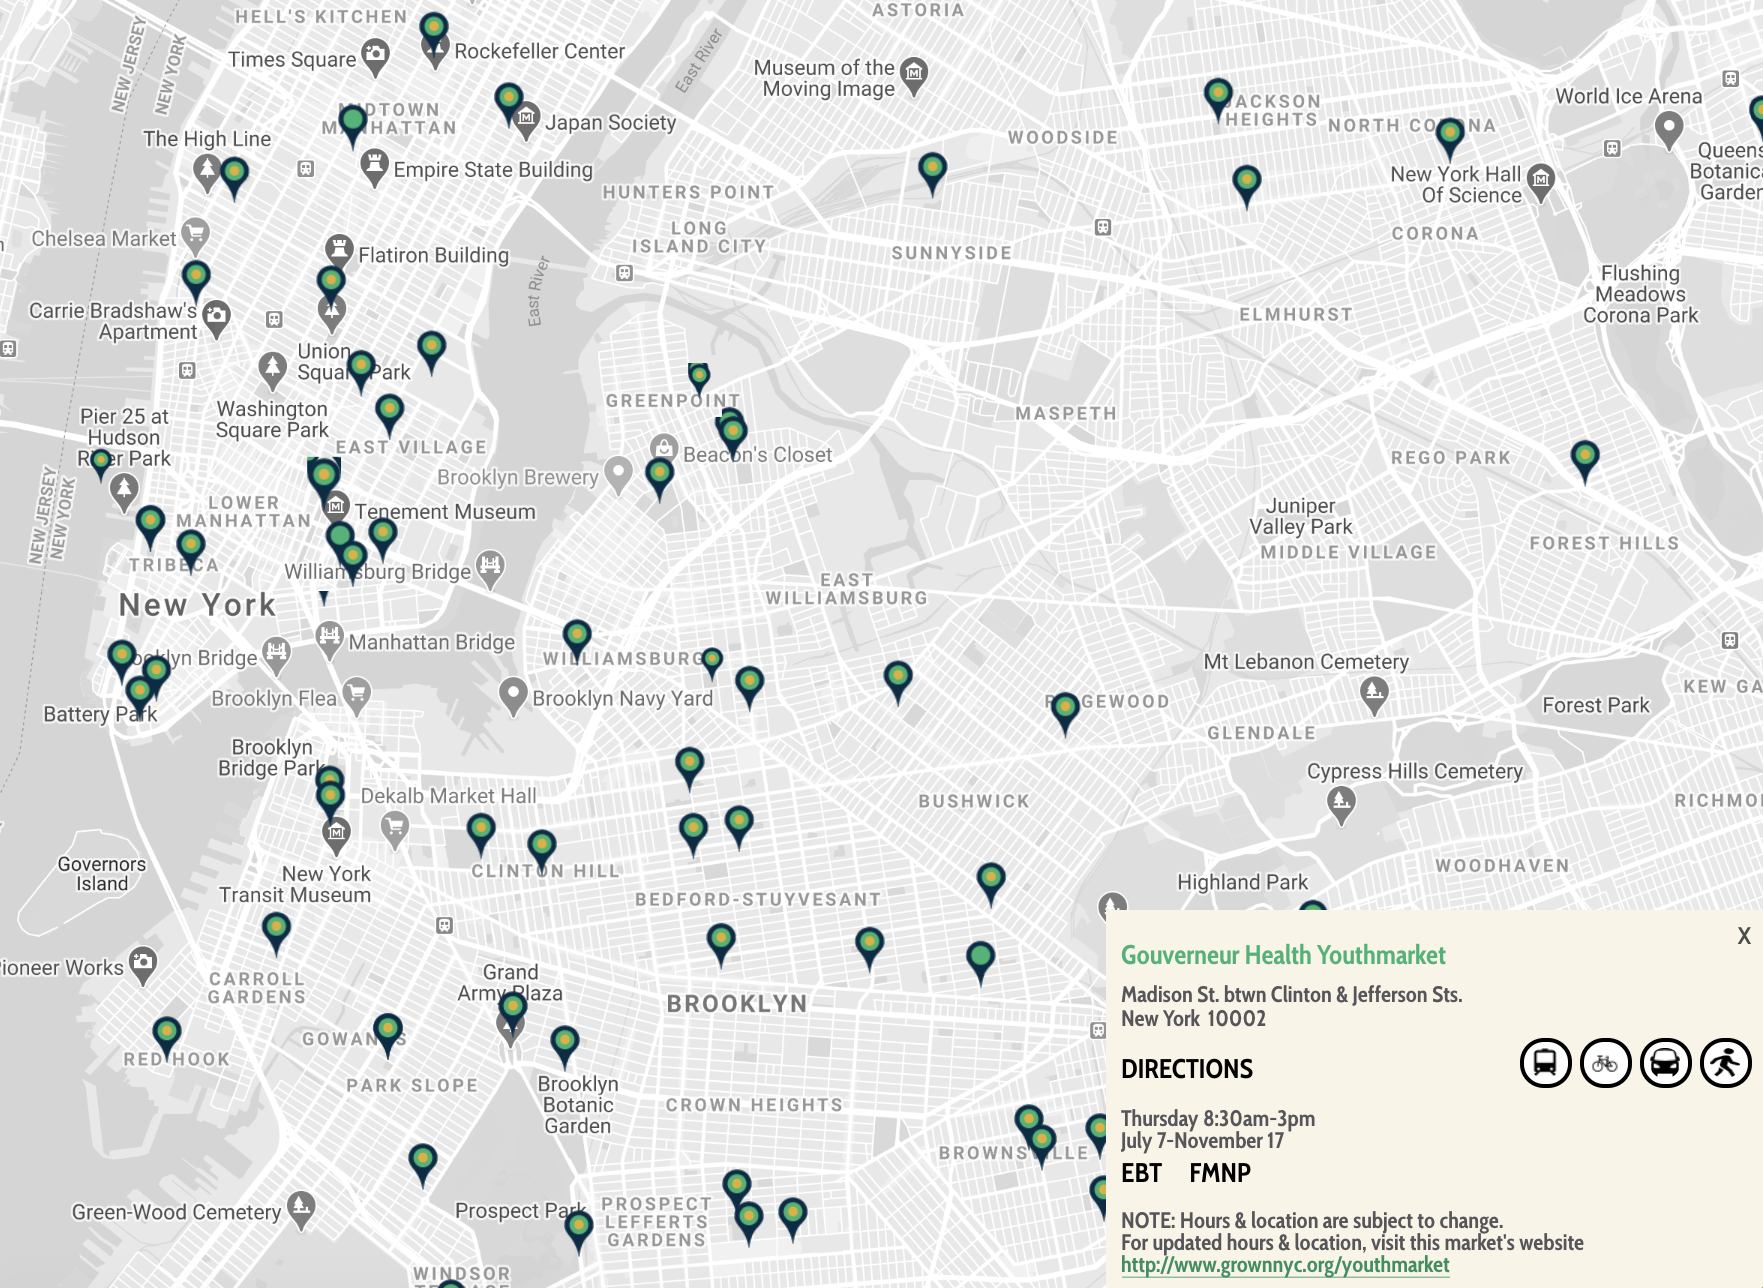 HELL'S KITCHEN
ASTORIA
NEW JERSEY
NEW YORK
Times Square
Rockefeller Center
East River
Museum of the
Moving Image
MIDTOWN
MANHATTAN
Japan Society
JACKSON
HEIGHTS
NORTH CORONA
World Ice Arena
The High Line
Empire State Building
WOODSIDE
New York Hall
Of Science
Queens
Botanic
Garden
HUNTERS POINT
LONG
ISLAND CITY
Chelsea Market
Flatiron Building
East River
SUNNYSIDE
CORONA
Flushing
Meadows
Corona Park
Carrie Bradshaw's
Apartment
ELMHURST
Union
Square Park
Washington
Square Park
GREENPOINT
MASPETH
Pier 25 at
Hudson
River Park
EAST VILLAGE
Beacon's Closet
Brooklyn Brewery
REGO PARK
NEW JERSEY
NEW YORK
LOWER
MANHATTAN
Tenement Museum
Juniper
Valley Park
MIDDLE VILLAGE
FOREST HILLS
TRIBECA
Williamsburg Bridge
EAST
WILLIAMSBURG
New York
Manhattan Bridge
Brooklyn Bridge
WILLIAMSBURG
Mt Lebanon Cemetery
Brooklyn Flea
Brooklyn Navy Yard
RIDGEWOOD
Forest Park
KEW GA
Battery Park
GLENDALE
Brooklyn
Bridge Park
Cypress Hills Cemetery
Dekalb Market Hall
BUSHWICK
RICHMO
Governors
Island
New York
Transit Museum
CLINTON HILL
WOODHAVEN
BEDFORD-STUYVESANT
Highland Park
Pioneer Works
CARROLL
GARDENS
Grand
Army Plaza
BROOKLYN
GOWANUS
RED HOOK
PARK SLOPE
Brooklyn
Botanic
Garden
CROWN HEIGHTS
BROWNSVILLE
Green-Wood Cemetery
Prospect Park
PROSPECT
LEFFERTS
GARDENS
WINDSOR
TERRACE
X
Gouverneur Health Youthmarket
Madison St. btwn Clinton & Jefferson Sts.
New York 10002
DIRECTIONS
Thursday 8:30am-3pm
July 7-November 17
EBT FMNP
NOTE: Hours & location are subject to change.
For updated hours & location, visit this market's website
http://www.grownyc.org/youthmarket